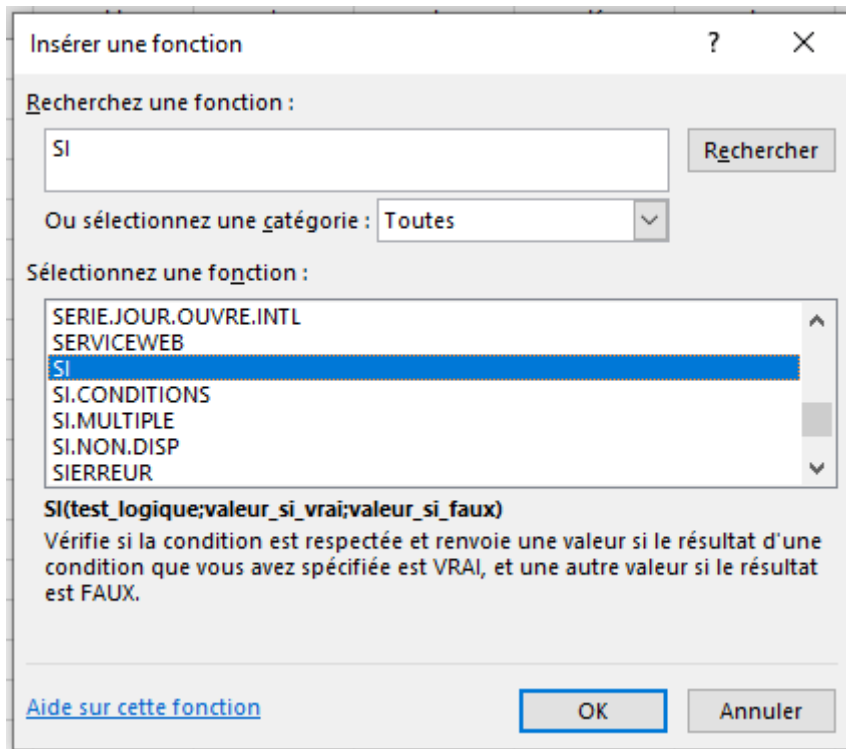 Insérer une fonction ?
Recherchez une fonction :
SI
Rechercher
Ou sélectionnez une catégorie : Toutes
Sélectionnez une fonction :
SERIE.JOUR.OUVRE.INTL
SERVICEWEB
SI
SI.CONDITIONS
SI.MULTIPLE
SI.NON.DISP
SIERREUR
SI(test_logique;valeur_si_vrai;valeur_si_faux)
Vérifie si la condition est respectée et renvoie une valeur si le résultat d'une
condition que vous avez spécifiée est VRAI, et une autre valeur si le résultat
est FAUX.
Aide sur cette fonction
OK
Annuler